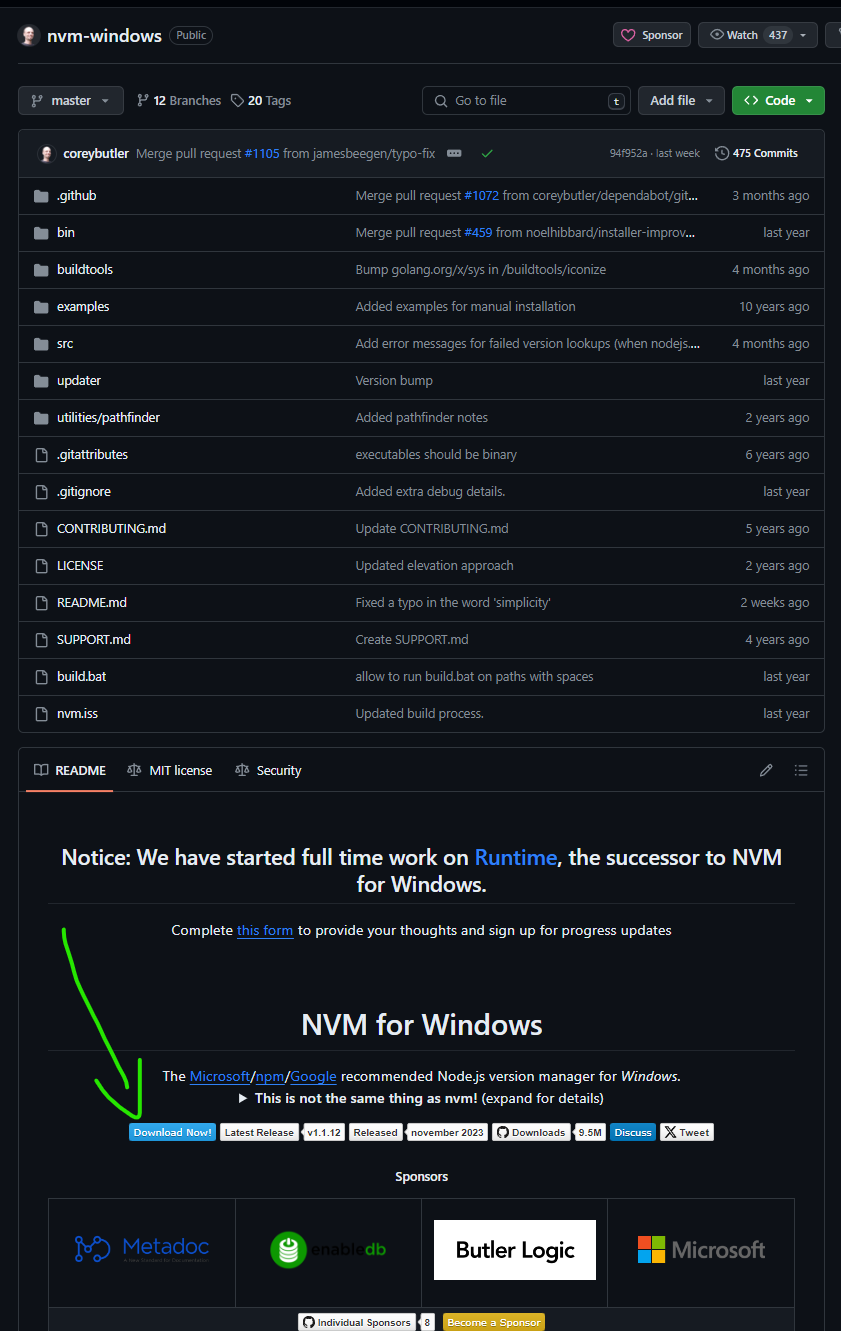 nvm-windows Public Sponsor Watch 437
master 12 Branches 20 Tags Go to file t Add file Code
coreybutler Merge pull request #1105 from jamesbeegen/typo-fix 94f952a · last week 475 Commits
.github Merge pull request #1072 from coreybutler/dependabot/git... 3 months ago
bin Merge pull request #459 from noelhibbard/installer-improv... last year
buildtools Bump golang.org/x/sys in /buildtools/iconize 4 months ago
examples Added examples for manual installation 10 years ago
src Add error messages for failed version lookups (when nodejs.... 4 months ago
updater Version bump last year
utilities/pathfinder Added pathfinder notes 2 years ago
.gitattributes executables should be binary 6 years ago
.gitignore Added extra debug details. last year
CONTRIBUTING.md Update CONTRIBUTING.md 5 years ago
LICENSE Updated elevation approach 2 years ago
README.md Fixed a typo in the word 'simplicity' 2 weeks ago
SUPPORT.md Create SUPPORT.md 4 years ago
build.bat allow to run build.bat on paths with spaces last year
nvm.iss Updated build process. last year
README MIT license Security
Notice: We have started full time work on Runtime, the successor to NVM
for Windows.
Complete this form to provide your thoughts and sign up for progress updates
NVM for Windows
The Microsoft/npm/Google recommended Node.js version manager for Windows.
This is not the same thing as nvm! (expand for details)
Download Now! Latest Release v1.1.12 Released november 2023 Downloads 9.5M Discuss Tweet
Sponsors
Metadoc enabledb Butler Logic Microsoft
Individual Sponsors 8 Become a Sponsor